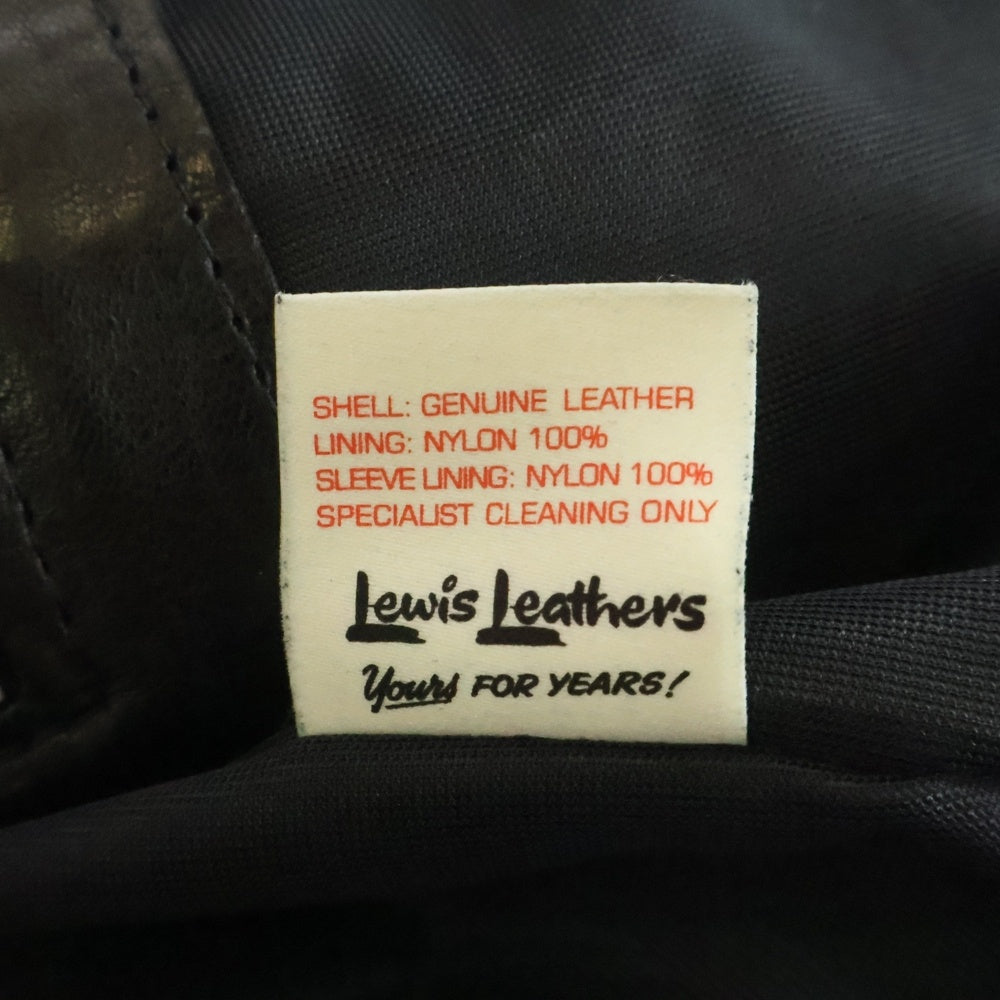 SHELL: GENUINE LEATHER
LINING: NYLON 100%
SLEEVE LINING: NYLON 100%
SPECIALIST CLEANING ONLY
Lewis Leathers
Yours FOR YEARS!